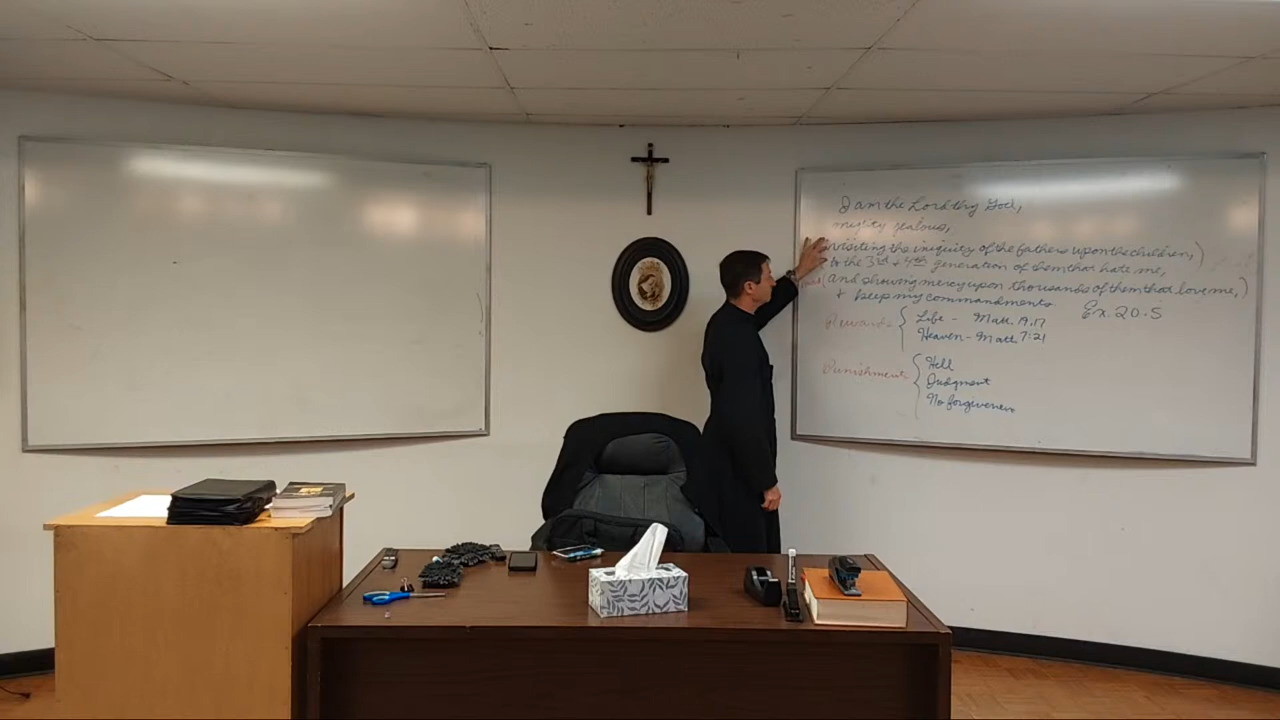 I am the Lord thy God,
mighty jealous,
visiting the iniquity of the fathers upon the children,)
to the 3rd & 4th generation of them that hate me,
(and showing mercy upon thousands of them that love me,)
& keep my commandments Ex. 20.5
Rewards { Life - Matt. 19.17
Heaven - Matt. 7:21
Punishments { Hell
Judgment
No forgiveness